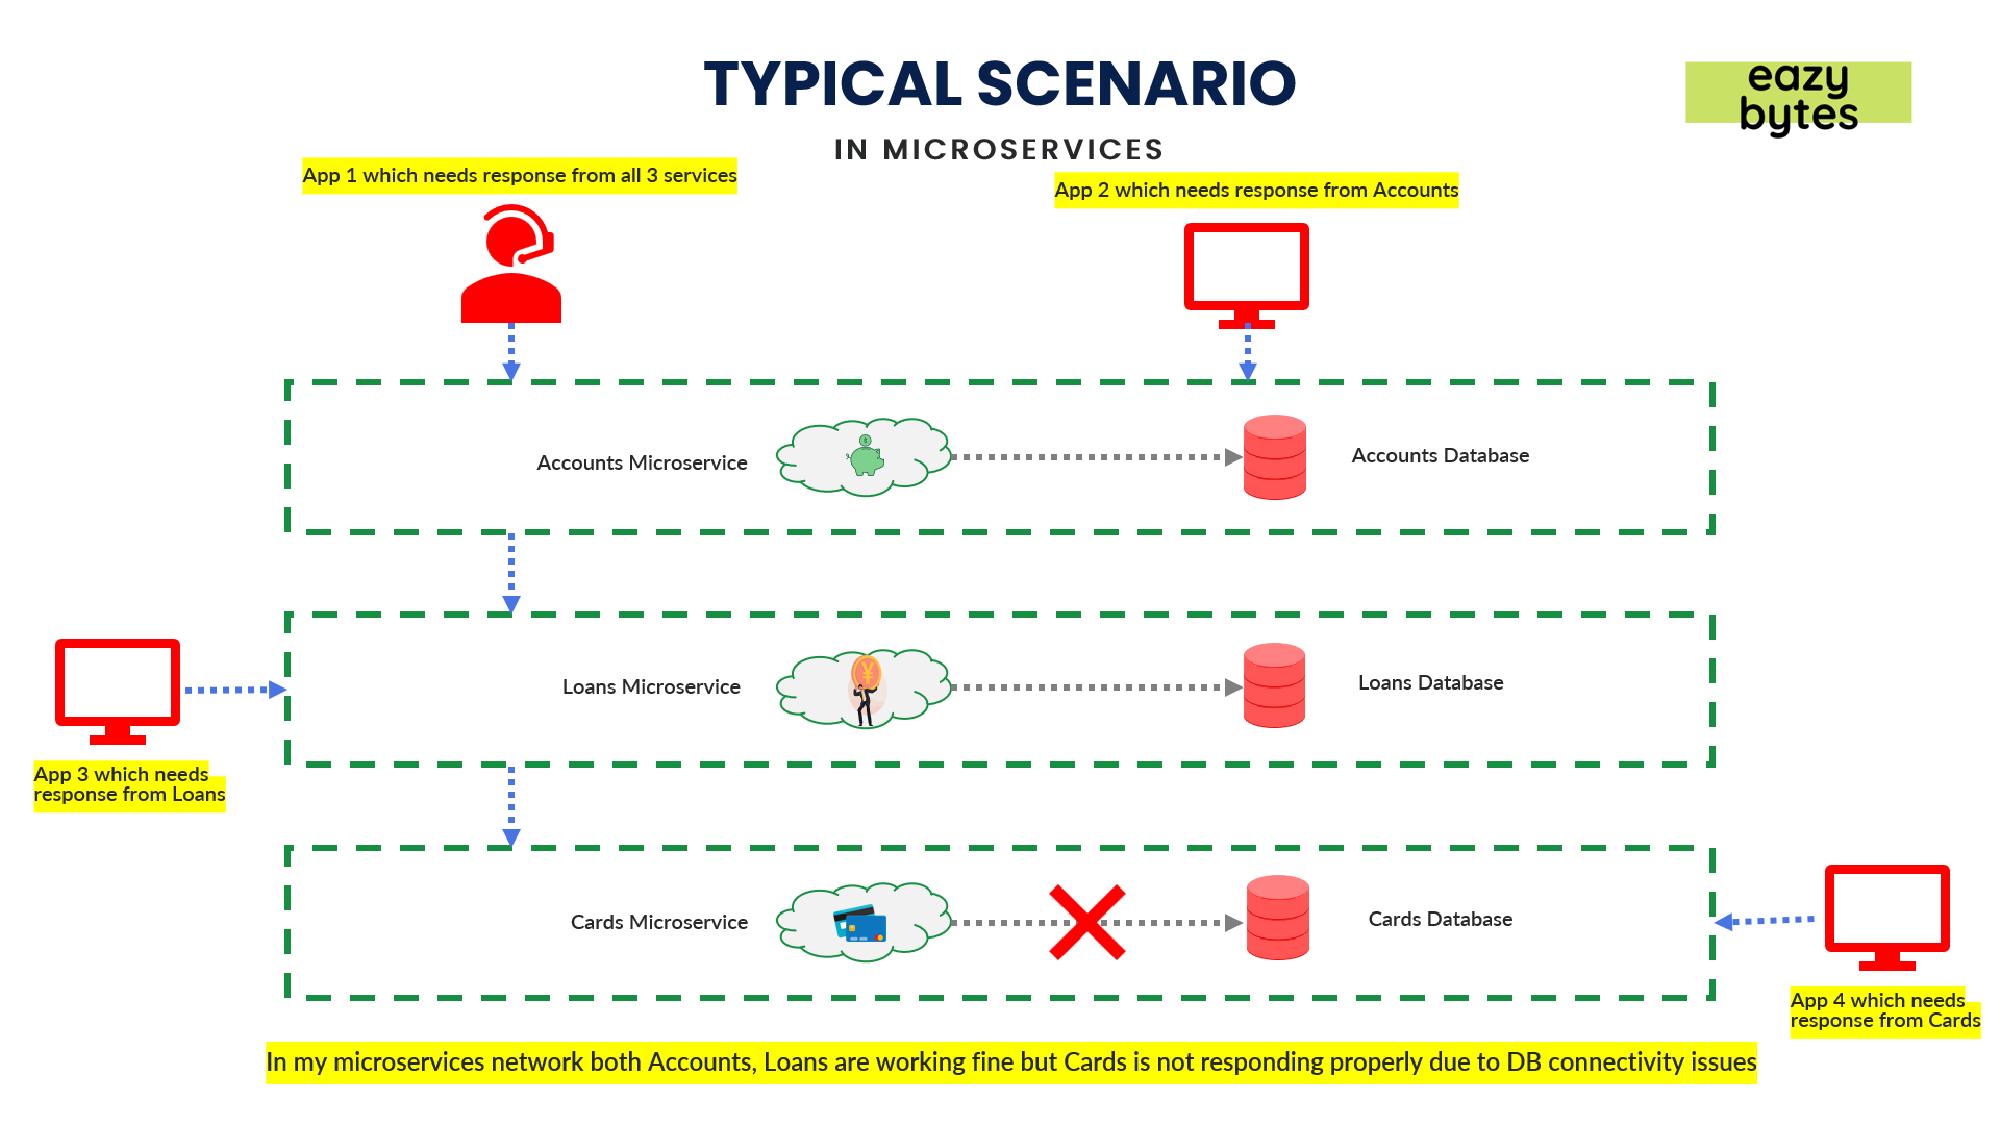 TYPICAL SCENARIO
eazy
bytes
IN MICROSERVICES
App 1 which needs response from all 3 services
App 2 which needs response from Accounts
Accounts Microservice
Accounts Database
Loans Microservice
Loans Database
App 3 which needs
response from Loans
Cards Microservice
Cards Database
App 4 which needs
response from Cards
In my microservices network both Accounts, Loans are working fine but Cards is not responding properly due to DB connectivity issues